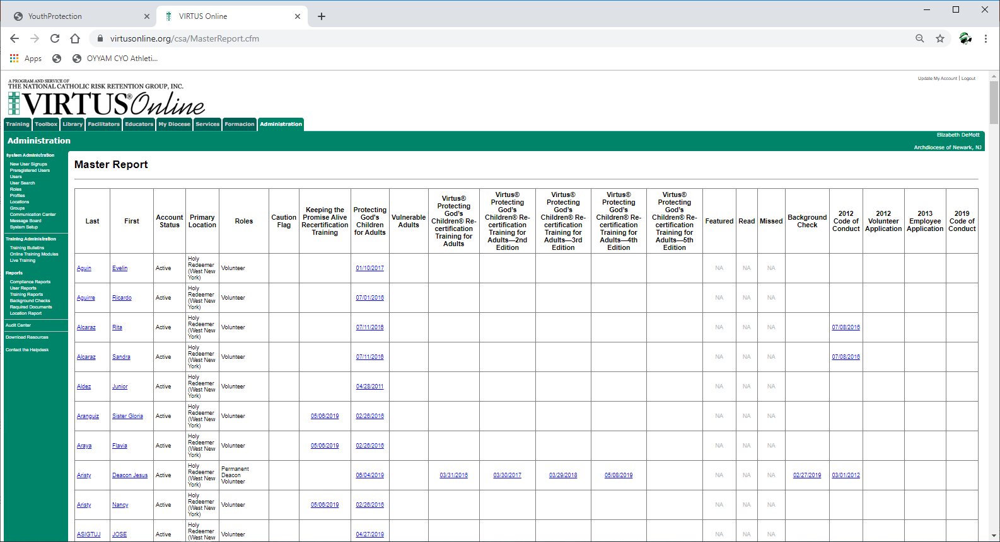 YouthProtection
VIRTUS Online
virtusonline.org/csa/MasterReport.cfm
Apps
OYYAM CYO Athleti...
Update My Account | Logout
A PROGRAM AND SERVICE OF
THE NATIONAL CATHOLIC RISK RETENTION GROUP, INC.
VIRTUS® Online
Training Toolbox Library Facilitators Educators My Diocese Services Formacion Administration
Administration
Elizabeth DeMott
Archdiocese of Newark, NJ
System Administration
New User Signups
Preregistered Users
Users
User Search
Roles
Profiles
Locations
Groups
Communication Center
Message Board
System Setup
Training Administration
Training Bulletins
Online Training Modules
Live Training
Reports
Compliance Reports
User Reports
Training Reports
Background Checks
Required Documents
Location Report
Audit Center
Download Resources
Contact the Helpdesk
Master Report
Last
First
Account
Status
Primary
Location
Roles
Caution
Flag
Keeping the
Promise Alive
Recertification
Training
Protecting
God's
Children
for Adults
Vulnerable
Adults
Virtus®
Protecting
God's
Children® Re-
certification
Training for
Adults
Virtus®
Protecting
God's
Children® Re-
certification
Training for
Adults—2nd
Edition
Virtus®
Protecting
God's
Children® Re-
certification
Training for
Adults—3rd
Edition
Virtus®
Protecting
God's
Children® Re-
certification
Training for
Adults—4th
Edition
Virtus®
Protecting
God's
Children® Re-
certification
Training for
Adults—5th
Edition
Featured
Read
Missed
Background
Check
2012
Code of
Conduct
2012
Volunteer
Application
2013
Employee
Application
2019
Code of
Conduct
Aguin Evelin Active
Holy
Redeemer
(West New
York)
Volunteer 01/10/2017 NA NA NA
Aguirre Ricardo Active
Holy
Redeemer
(West New
York)
Volunteer 07/01/2016 NA NA NA
Alcaraz Rita Active
Holy
Redeemer
(West New
York)
Volunteer 07/11/2016 NA NA NA 07/08/2016
Alcaraz Sandra Active
Holy
Redeemer
(West New
York)
Volunteer 07/11/2016 NA NA NA 07/08/2016
Aldez Junior Active
Holy
Redeemer
(West New
York)
Volunteer 04/28/2011 NA NA NA
Aranguiz Sister Gloria Active
Holy
Redeemer
(West New
York)
Volunteer 05/06/2019 02/26/2016 NA NA NA
Araya Flavia Active
Holy
Redeemer
(West New
York)
Volunteer 05/06/2019 02/26/2016 NA NA NA
Aristy Deacon Jesus Active
Holy
Redeemer
(West New
York)
Permanent
Deacon
Volunteer
06/04/2019 03/31/2016 03/30/2017 03/29/2018 05/08/2019 NA NA NA 02/27/2019 03/01/2012
Aristy Nancy Active
Holy
Redeemer
(West New
York)
Volunteer 05/06/2019 02/26/2016 NA NA NA
ASIGTUJ JOSE Active
Holy
Redeemer
(West New
Volunteer 04/27/2019 NA NA NA